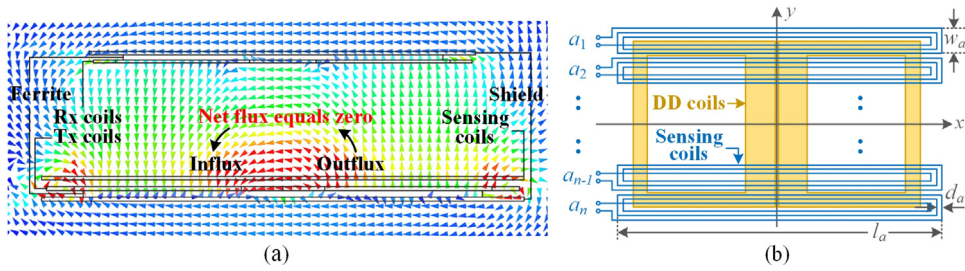 Ferrite
Shield
Rx coils
Tx coils
Net flux equals zero
Sensing
coils
Influx
Outflux
(a)
y
a1
wa
a2
DD coils
x
Sensing
coils
an-1
an
da
la
(b)